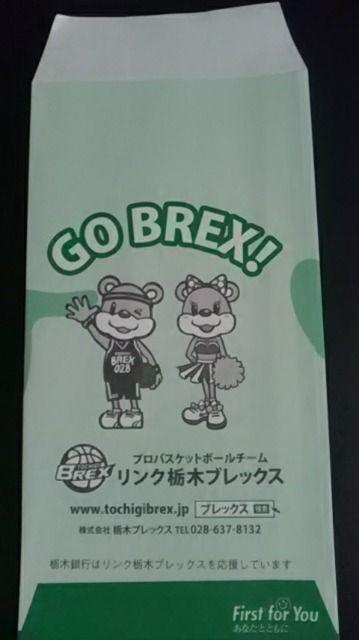 GO BREX!
BREX
028
TOCHIGI
BREX
プロバスケットボールチーム
リンク栃木ブレックス
www.tochigibrex.jp ブレックス 検索
株式会社 栃木ブレックス TEL 028-637-8132
栃木銀行はリンク栃木ブレックスを応援しています
First for You
あなたとともに